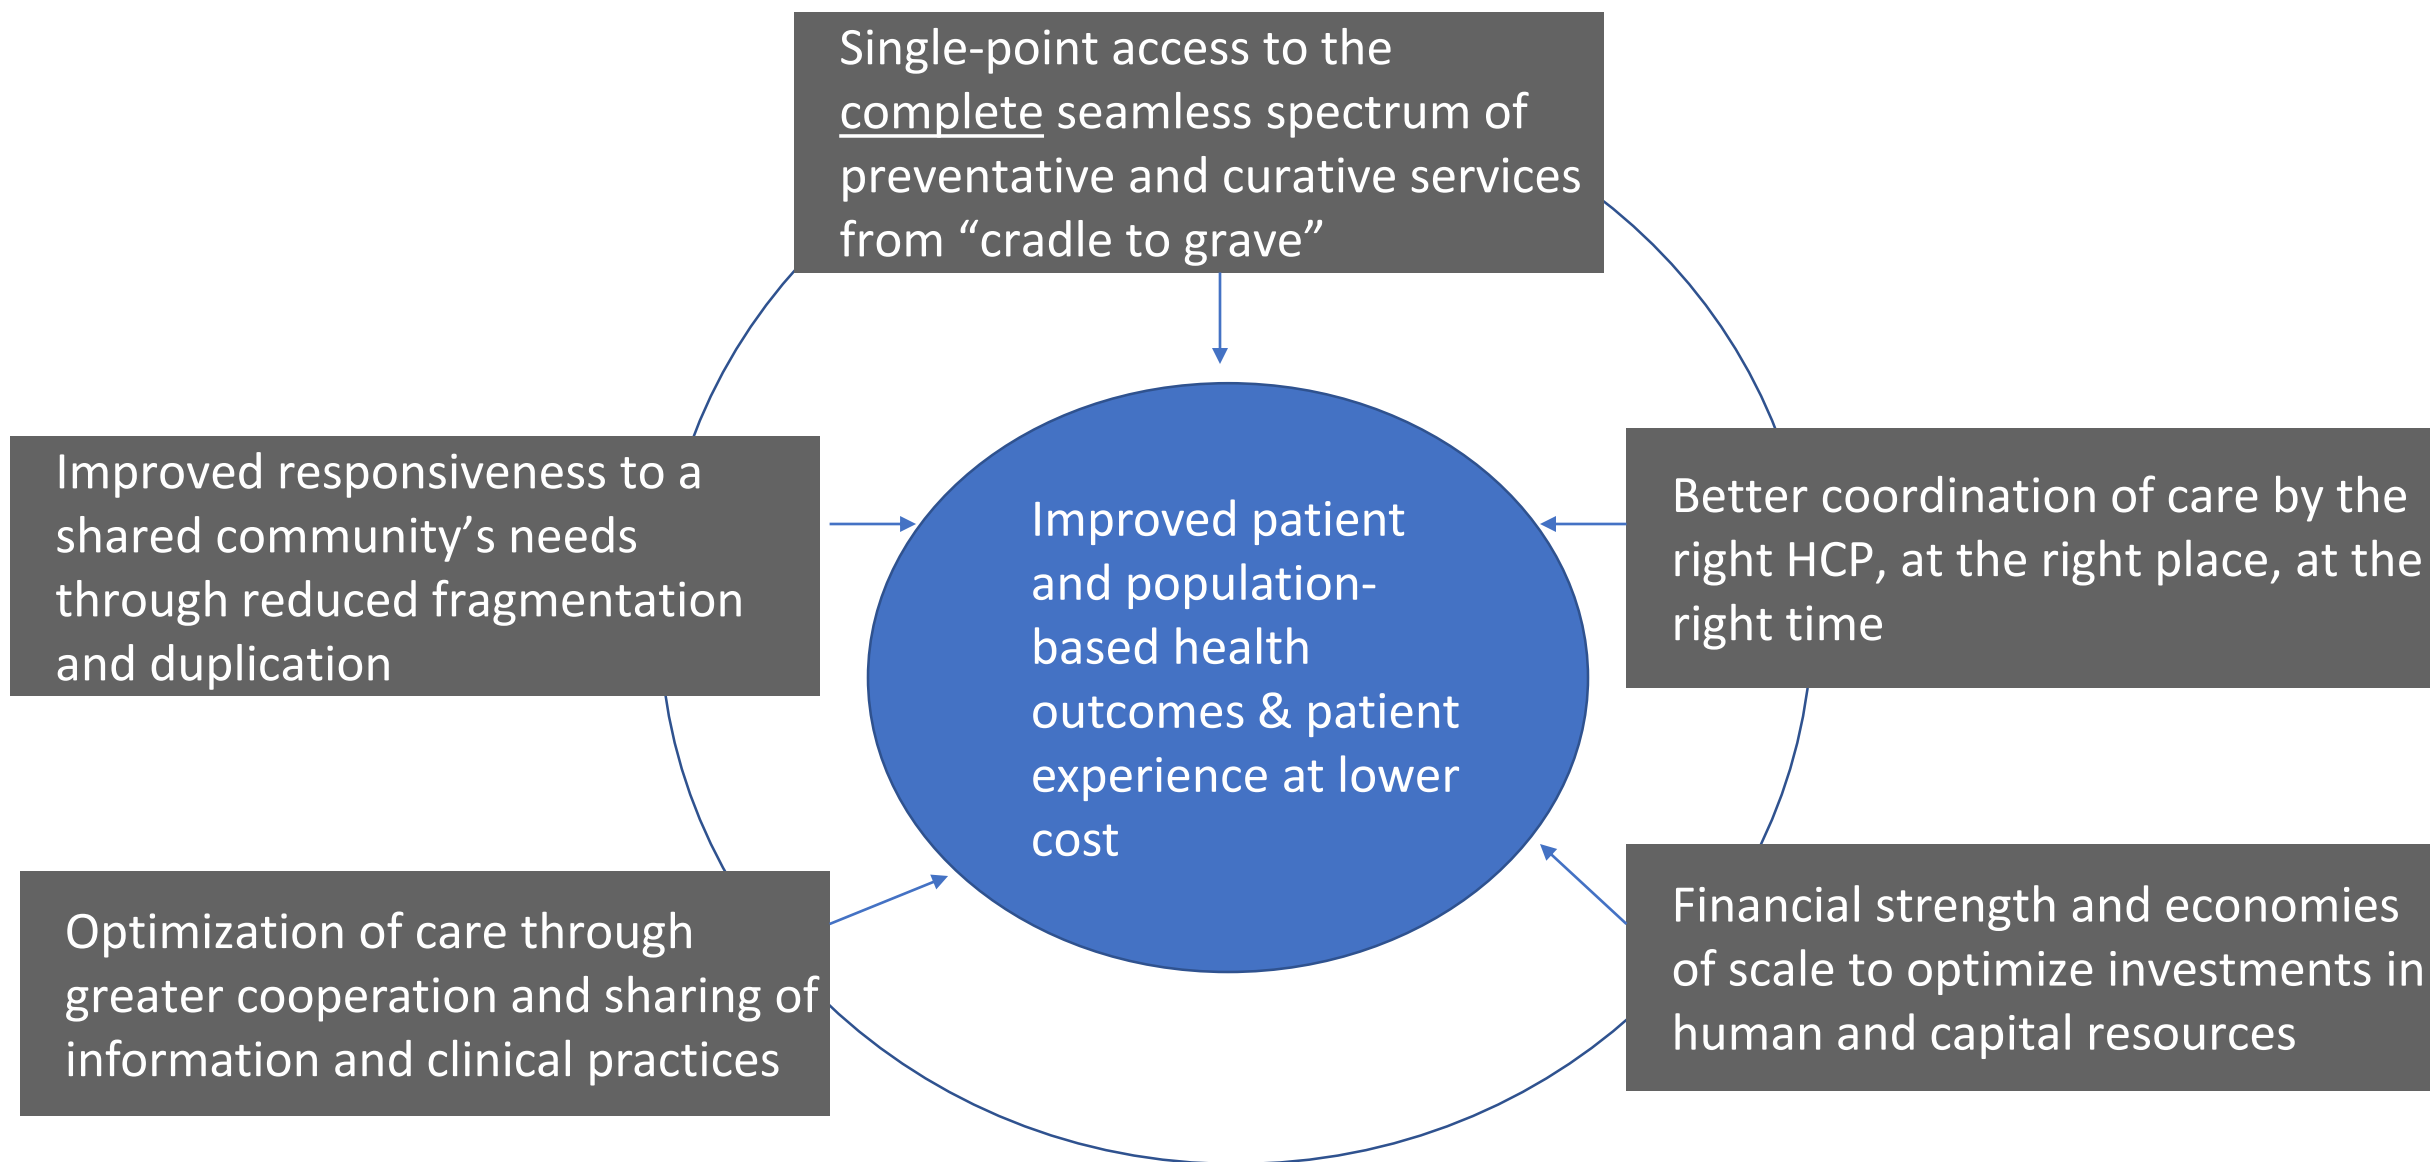 Single-point access to the
complete seamless spectrum of
preventative and curative services
from “cradle to grave”
Improved responsiveness to a
shared community’s needs
through reduced fragmentation
and duplication
Improved patient
and population-
based health
outcomes & patient
experience at lower
cost
Better coordination of care by the
right HCP, at the right place, at the
right time
Optimization of care through
greater cooperation and sharing of
information and clinical practices
Financial strength and economies
of scale to optimize investments in
human and capital resources